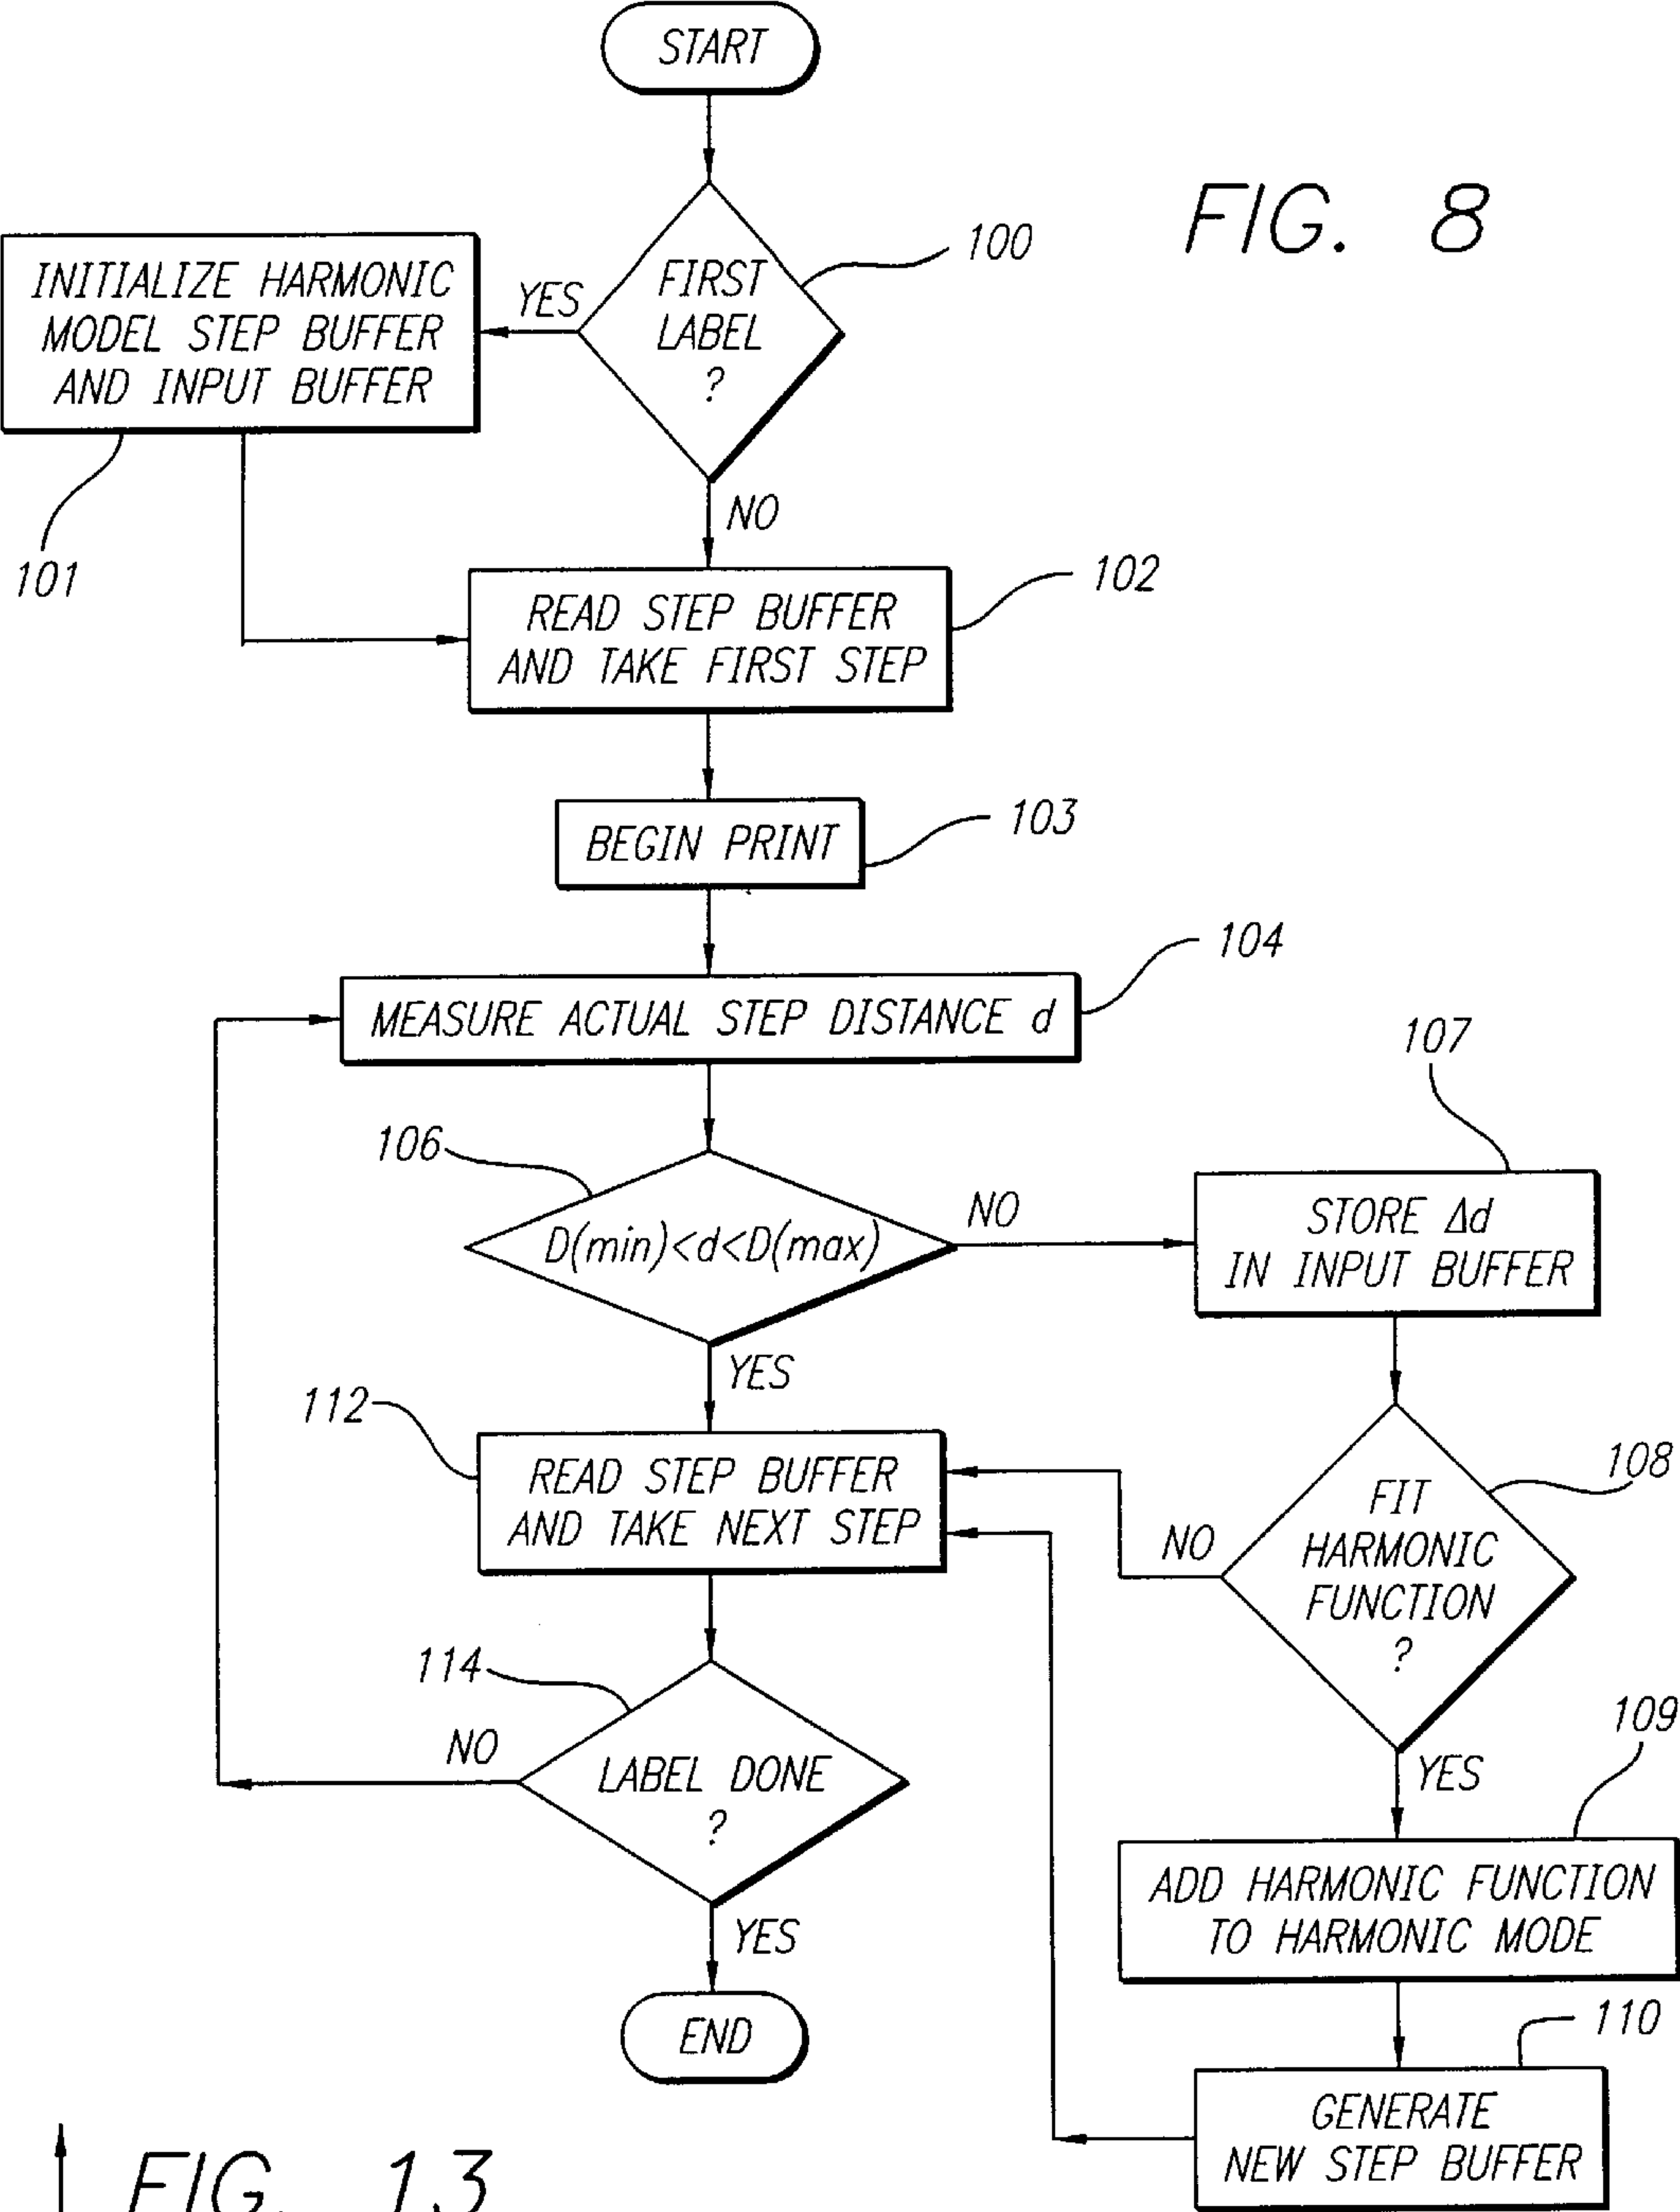 START
FIG. 8
100
FIRST
LABEL
?
YES
INITIALIZE HARMONIC
MODEL STEP BUFFER
AND INPUT BUFFER
101
NO
102
READ STEP BUFFER
AND TAKE FIRST STEP
103
BEGIN PRINT
104
MEASURE ACTUAL STEP DISTANCE d
106
D(min)<d<D(max)
NO
107
STORE Δd
IN INPUT BUFFER
YES
112
READ STEP BUFFER
AND TAKE NEXT STEP
108
FIT
HARMONIC
FUNCTION
?
NO
114
LABEL DONE
?
NO
YES
109
ADD HARMONIC FUNCTION
TO HARMONIC MODE
YES
END
110
GENERATE
NEW STEP BUFFER
FIG. 13